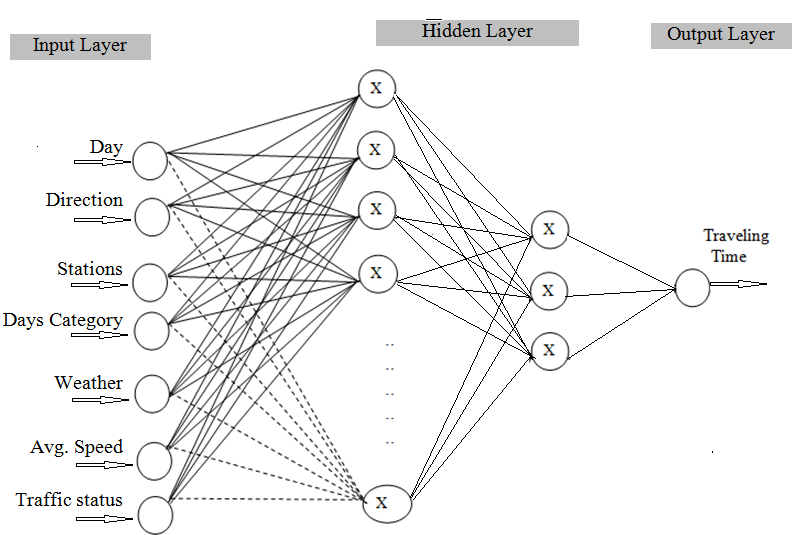 Input Layer
Hidden Layer
Output Layer
Day
Direction
Stations
Days Category
Weather
Avg. Speed
Traffic status
X
X
X
X
..
..
..
..
..
X
X
X
X
Traveling
Time